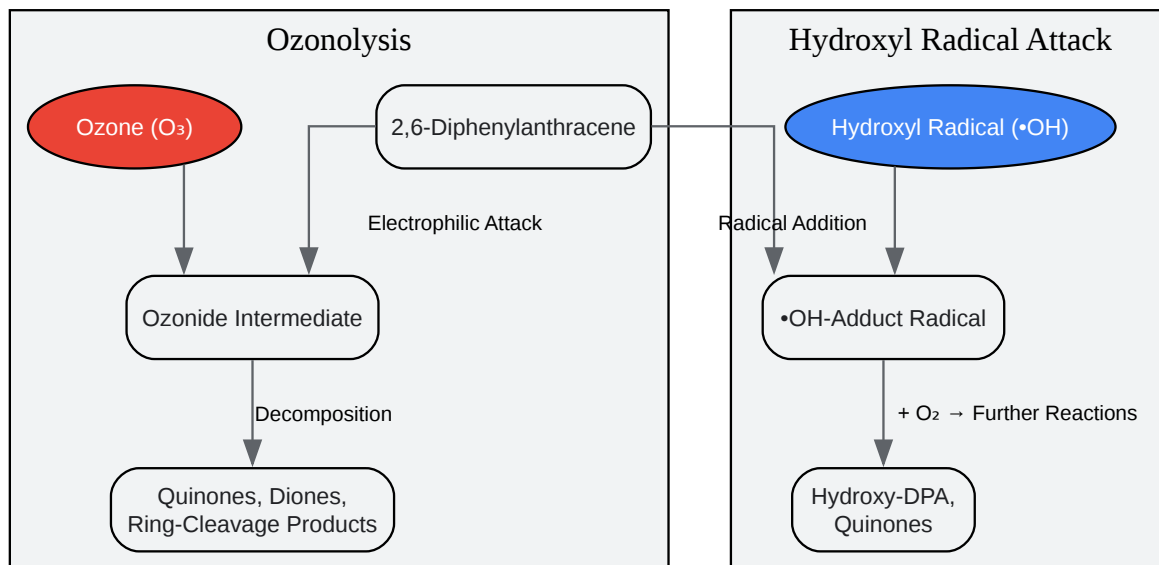 Ozonolysis
Hydroxyl Radical Attack
Ozone (O₃)
2,6-Diphenylanthracene
Hydroxyl Radical (•OH)
Electrophilic Attack
Radical Addition
Ozonide Intermediate
•OH-Adduct Radical
Decomposition
+ O₂ → Further Reactions
Quinones, Diones,
Ring-Cleavage Products
Hydroxy-DPA,
Quinones